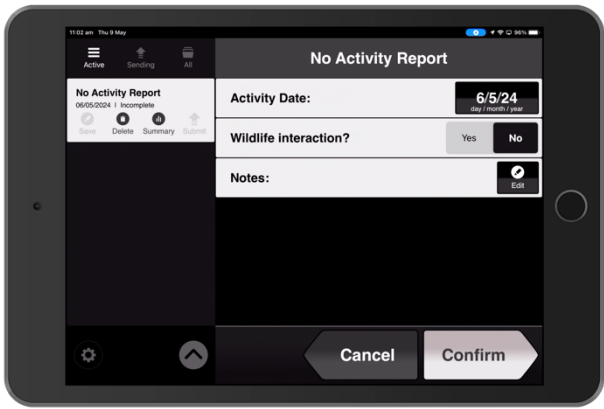 11:02 am Thu 9 May
96%
Active Sending All
No Activity Report
No Activity Report
06/05/2024 | Incomplete
Save Delete Summary Submit
Activity Date:
6/5/24
day / month / year
Wildlife interaction?
Yes No
Notes:
Edit
Cancel Confirm